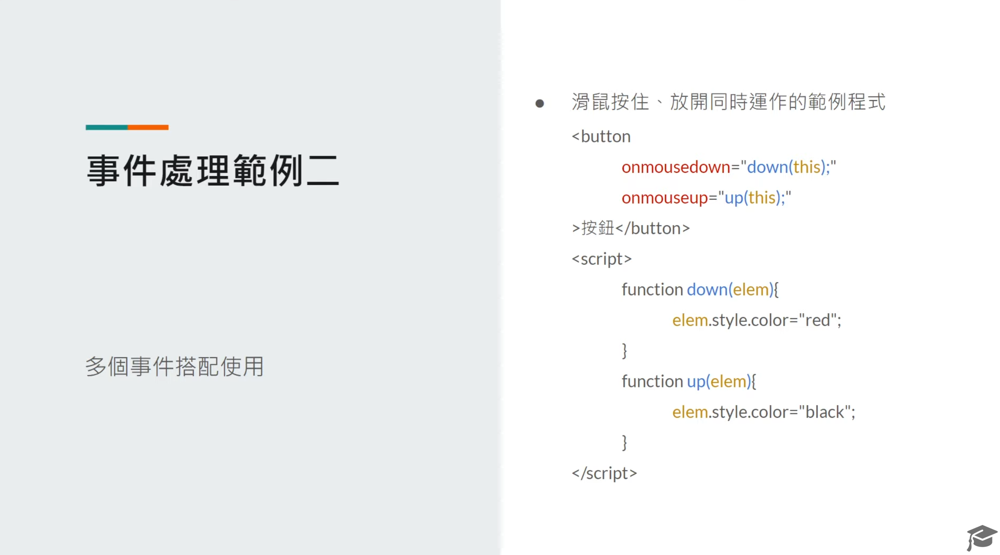 事件處理範例二
多個事件搭配使用
● 滑鼠按住、放開同時運作的範例程式
<button
onmousedown="down(this);"
onmouseup="up(this);"
>按鈕</button>
<script>
function down(elem){
elem.style.color="red";
}
function up(elem){
elem.style.color="black";
}
</script>